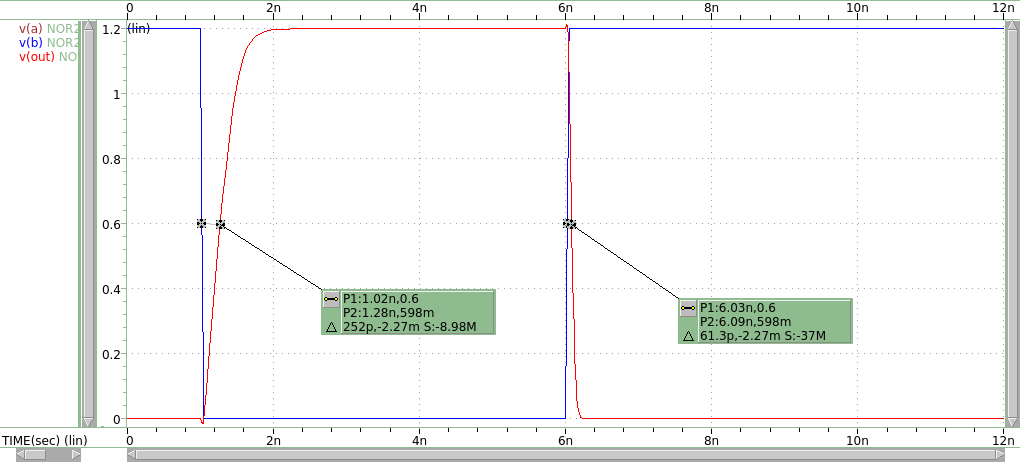 0 2n 4n 6n 8n 10n 12n
v(a) NOR2
v(b) NOR2
v(out) NO
(lin)
1.2
1
0.8
0.6
0.4
0.2
0
P1:1.02n,0.6
P2:1.28n,598m
△ 252p,-2.27m S:-8.98M
P1:6.03n,0.6
P2:6.09n,598m
△ 61.3p,-2.27m S:-37M
0 2n 4n 6n 8n 10n 12n
TIME(sec) (lin)